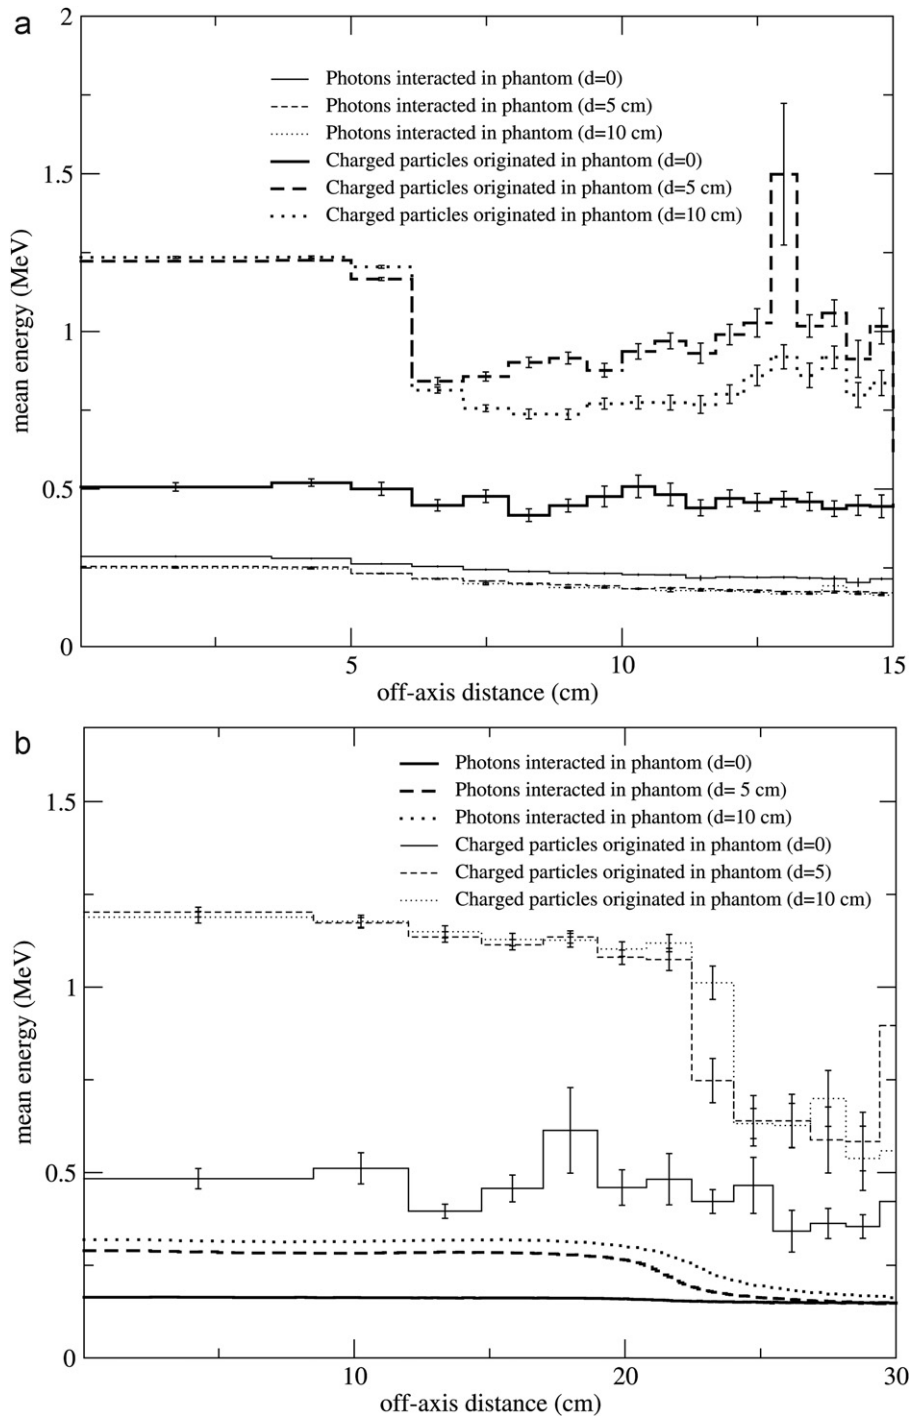 a
2
Photons interacted in phantom (d=0)
Photons interacted in phantom (d=5 cm)
Photons interacted in phantom (d=10 cm)
1.5
Charged particles originated in phantom (d=0)
Charged particles originated in phantom (d=5 cm)
Charged particles originated in phantom (d=10 cm)
mean energy (MeV)
1
0.5
0
5
10
15
off-axis distance (cm)
b
Photons interacted in phantom (d=0)
Photons interacted in phantom (d= 5 cm)
1.5
Photons interacted in phantom (d=10 cm)
Charged particles originated in phantom (d=0)
Charged particles originated in phantom (d=5)
Charged particles originated in phantom (d=10 cm)
mean energy (MeV)
1
0.5
0
10
20
30
off-axis distance (cm)